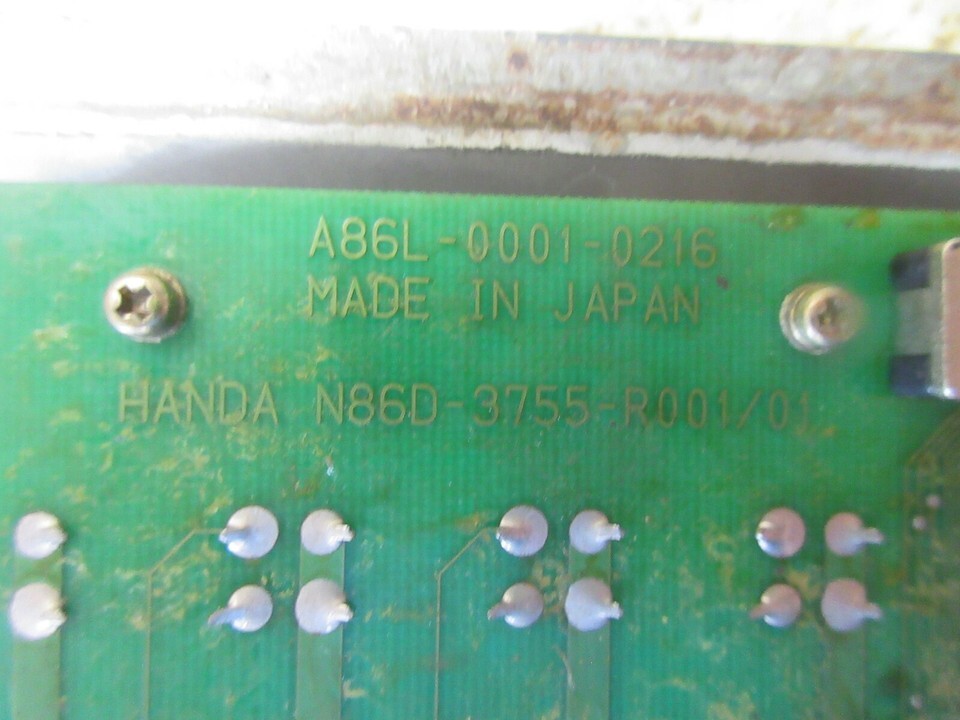 A86L-0001-0216
MADE IN JAPAN
HANDA N86D-3755-R001/01